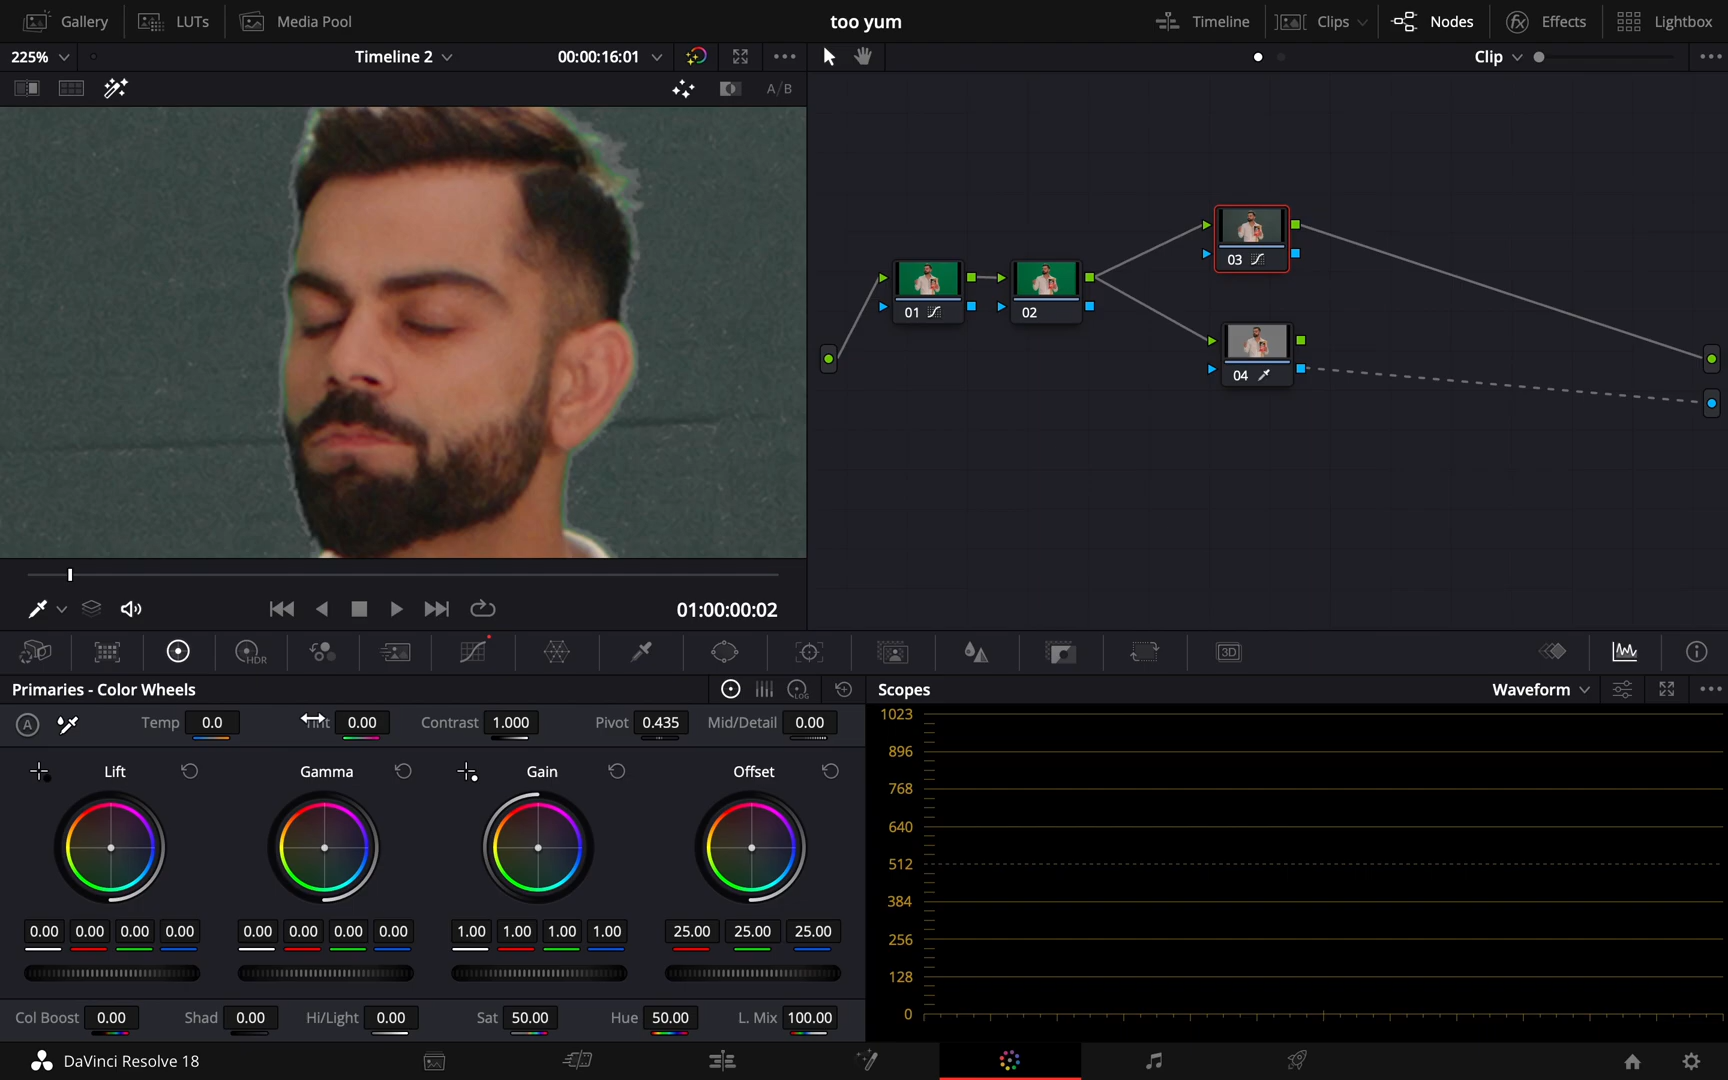 Gallery LUTs Media Pool too yum Timeline Clips Nodes Effects Lightbox
225% Timeline 2 00:00:16:01 Clip
A/B
03
01 02
04
01:00:00:02
HDR 3D
Primaries - Color Wheels LOG Scopes Waveform
A Temp 0.0 Tint 0.00 Contrast 1.000 Pivot 0.435 Mid/Detail 0.00
Lift Gamma Gain Offset
0.00 0.00 0.00 0.00 0.00 0.00 0.00 0.00 1.00 1.00 1.00 1.00 25.00 25.00 25.00
Col Boost 0.00 Shad 0.00 Hi/Light 0.00 Sat 50.00 Hue 50.00 L. Mix 100.00
1023
896
768
640
512
384
256
128
0
DaVinci Resolve 18